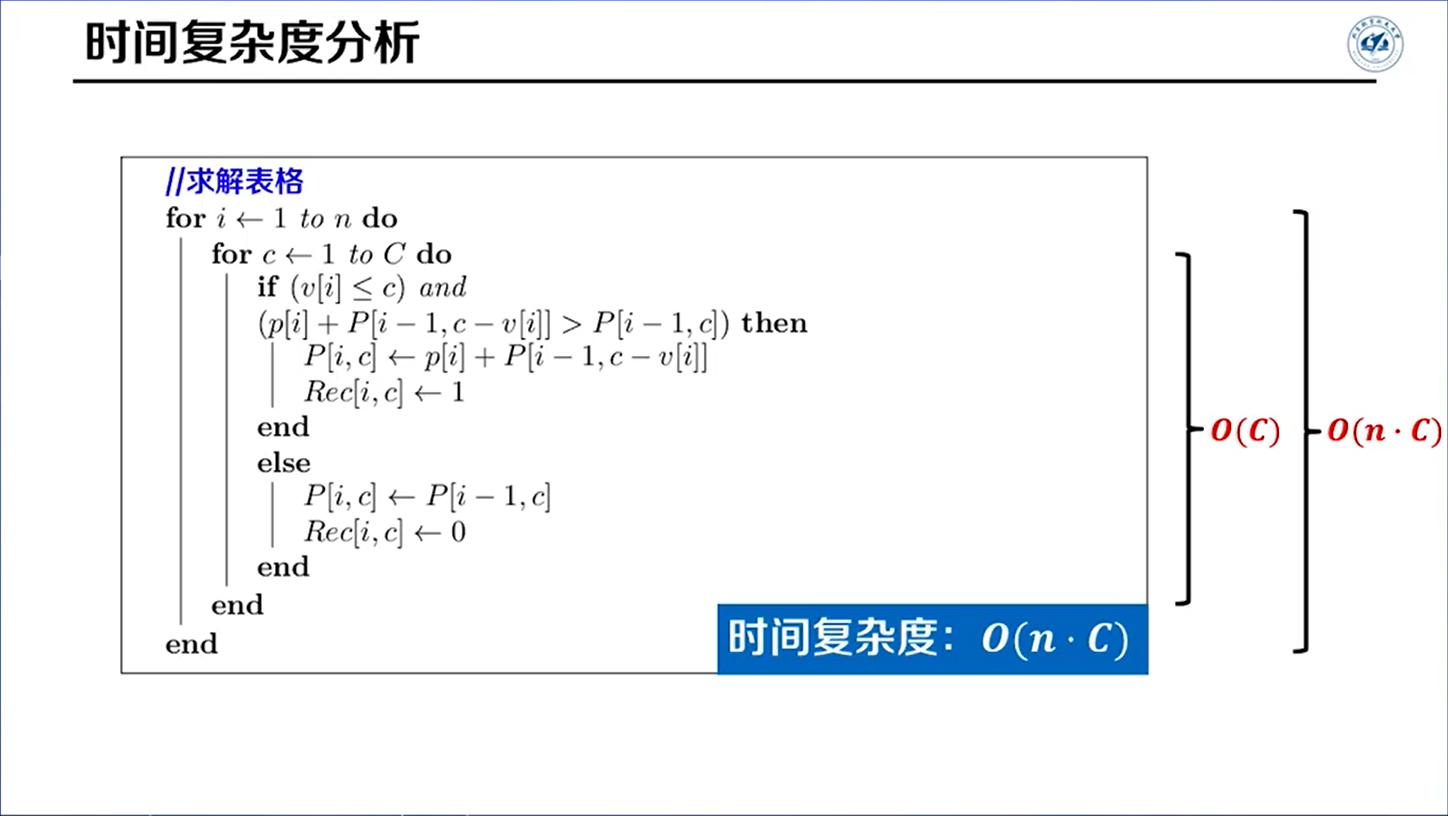 时间复杂度分析
//求解表格
for i ← 1 to n do
for c ← 1 to C do
if (v[i] ≤ c) and
(p[i] + P[i − 1, c − v[i]] > P[i − 1, c]) then
P[i, c] ← p[i] + P[i − 1, c − v[i]]
Rec[i, c] ← 1
end
else
P[i, c] ← P[i − 1, c]
Rec[i, c] ← 0
end
end
end
O(C)
O(n · C)
时间复杂度：O(n · C)